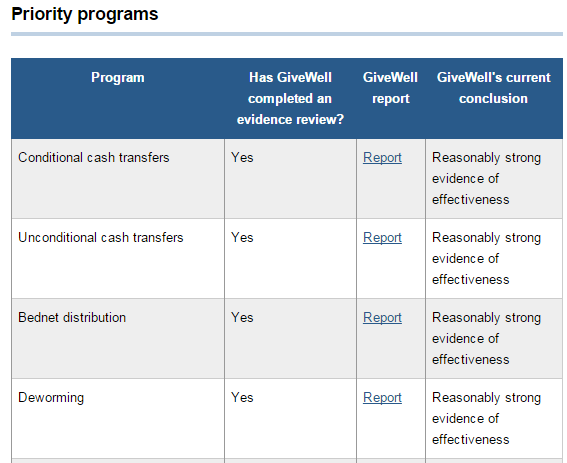 Priority programs
Program
Has GiveWell
completed an
evidence review?
GiveWell
report
GiveWell's current
conclusion
Conditional cash transfers
Yes
Report
Reasonably strong
evidence of
effectiveness
Unconditional cash transfers
Yes
Report
Reasonably strong
evidence of
effectiveness
Bednet distribution
Yes
Report
Reasonably strong
evidence of
effectiveness
Deworming
Yes
Report
Reasonably strong
evidence of
effectiveness